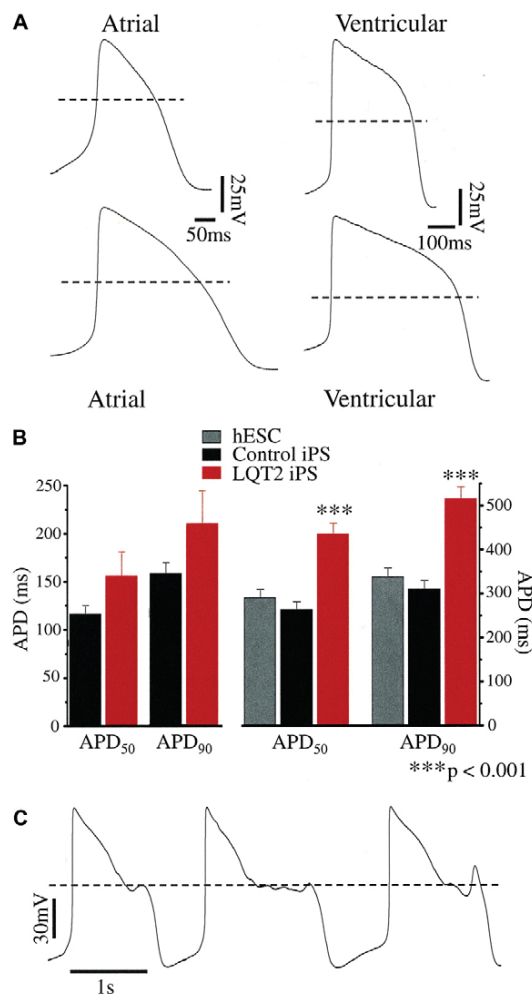 A
Atrial
Ventricular
25mV
50ms
25mV
100ms
Atrial
Ventricular
B
hESC
Control iPS
LQT2 iPS
250
200
150
100
50
0
APD (ms)
***
***
500
400
300
200
100
0
APD (ms)
APD50
APD90
APD50
APD90
***p < 0.001
C
30mV
1s